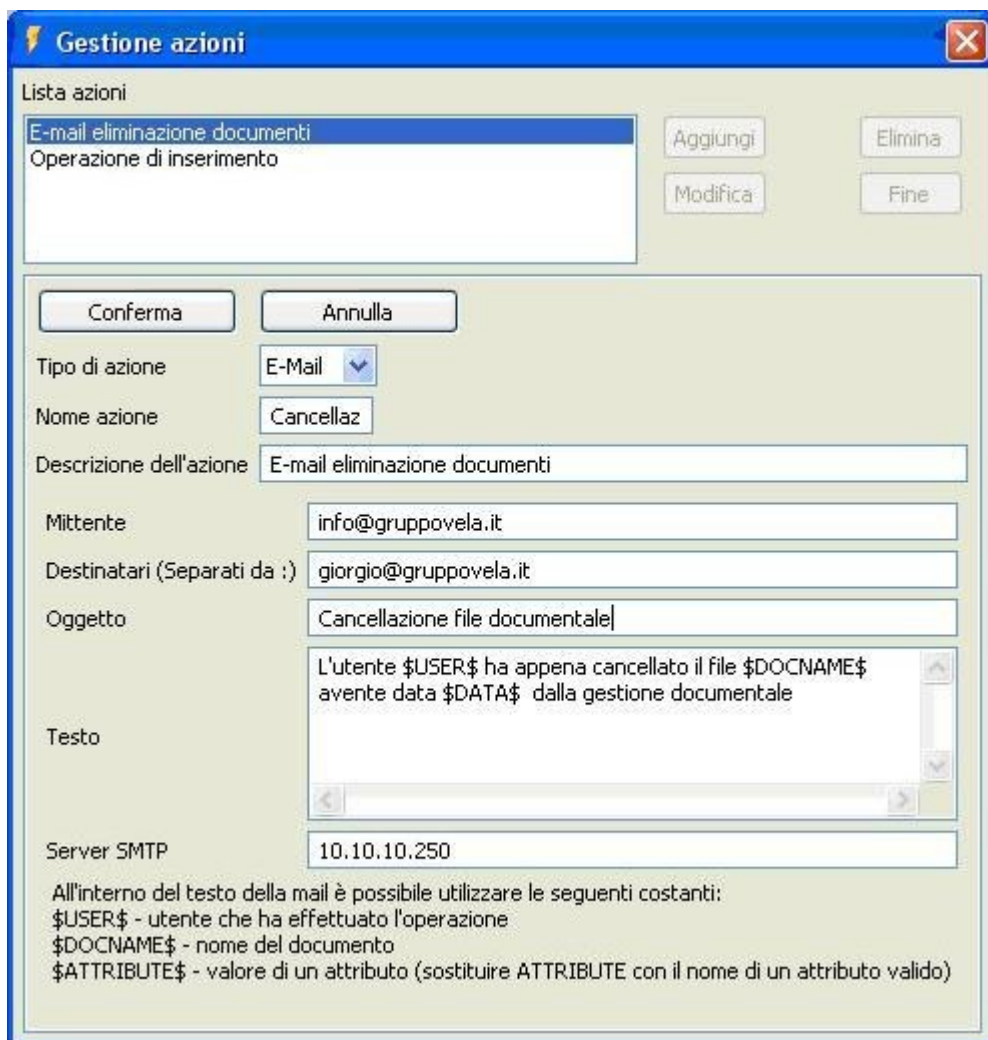 Gestione azioni
Lista azioni
E-mail eliminazione documenti
Operazione di inserimento
Aggiungi
Elimina
Modifica
Fine
Conferma
Annulla
Tipo di azione
E-Mail
Nome azione
Cancellaz
Descrizione dell'azione
E-mail eliminazione documenti
Mittente
info@gruppovela.it
Destinatari (Separati da :)
giorgio@gruppovela.it
Oggetto
Cancellazione file documentale
L'utente $USER$ ha appena cancellato il file $DOCNAME$
avente data $DATA$ dalla gestione documentale
Testo
Server SMTP
10.10.10.250
All'interno del testo della mail è possibile utilizzare le seguenti costanti:
$USER$ - utente che ha effettuato l'operazione
$DOCNAME$ - nome del documento
$ATTRIBUTE$ - valore di un attributo (sostituire ATTRIBUTE con il nome di un attributo valido)